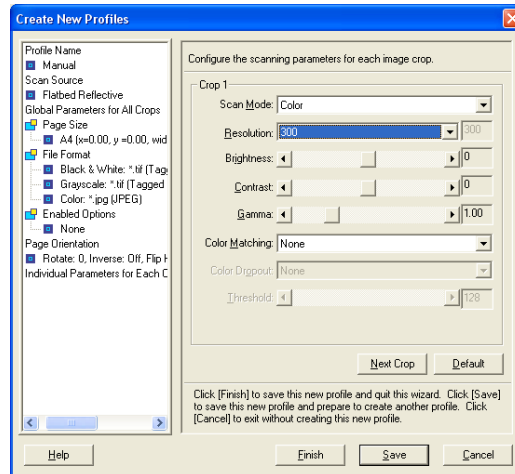 Create New Profiles
Profile Name
Manual
Scan Source
Flatbed Reflective
Global Parameters for All Crops
Page Size
A4 (x=0.00, y =0.00, wid
File Format
Black & White: *.tif (Tagg
Grayscale: *.tif (Tagged
Color: *.jpg (JPEG)
Enabled Options
None
Page Orientation
Rotate: 0, Inverse: Off, Flip H
Individual Parameters for Each C
Configure the scanning parameters for each image crop.
Crop 1
Scan Mode: Color
Resolution: 300 300
Brightness: 0
Contrast: 0
Gamma: 1.00
Color Matching: None
Color Dropout: None
Threshold: 128
Next Crop Default
Click [Finish] to save this new profile and quit this wizard. Click [Save]
to save this new profile and prepare to create another profile. Click
[Cancel] to exit without creating this new profile.
Help Finish Save Cancel